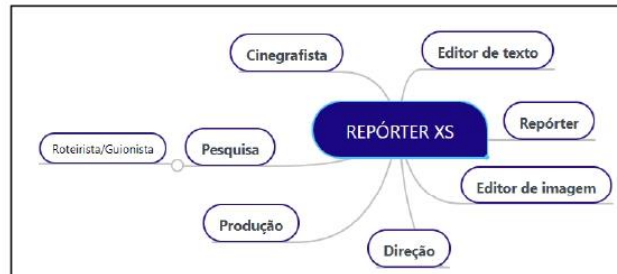 Cinegrafista
Editor de texto
REPÓRTER XS
Repórter
Roteirista/Guionista
Pesquisa
Editor de imagem
Produção
Direção